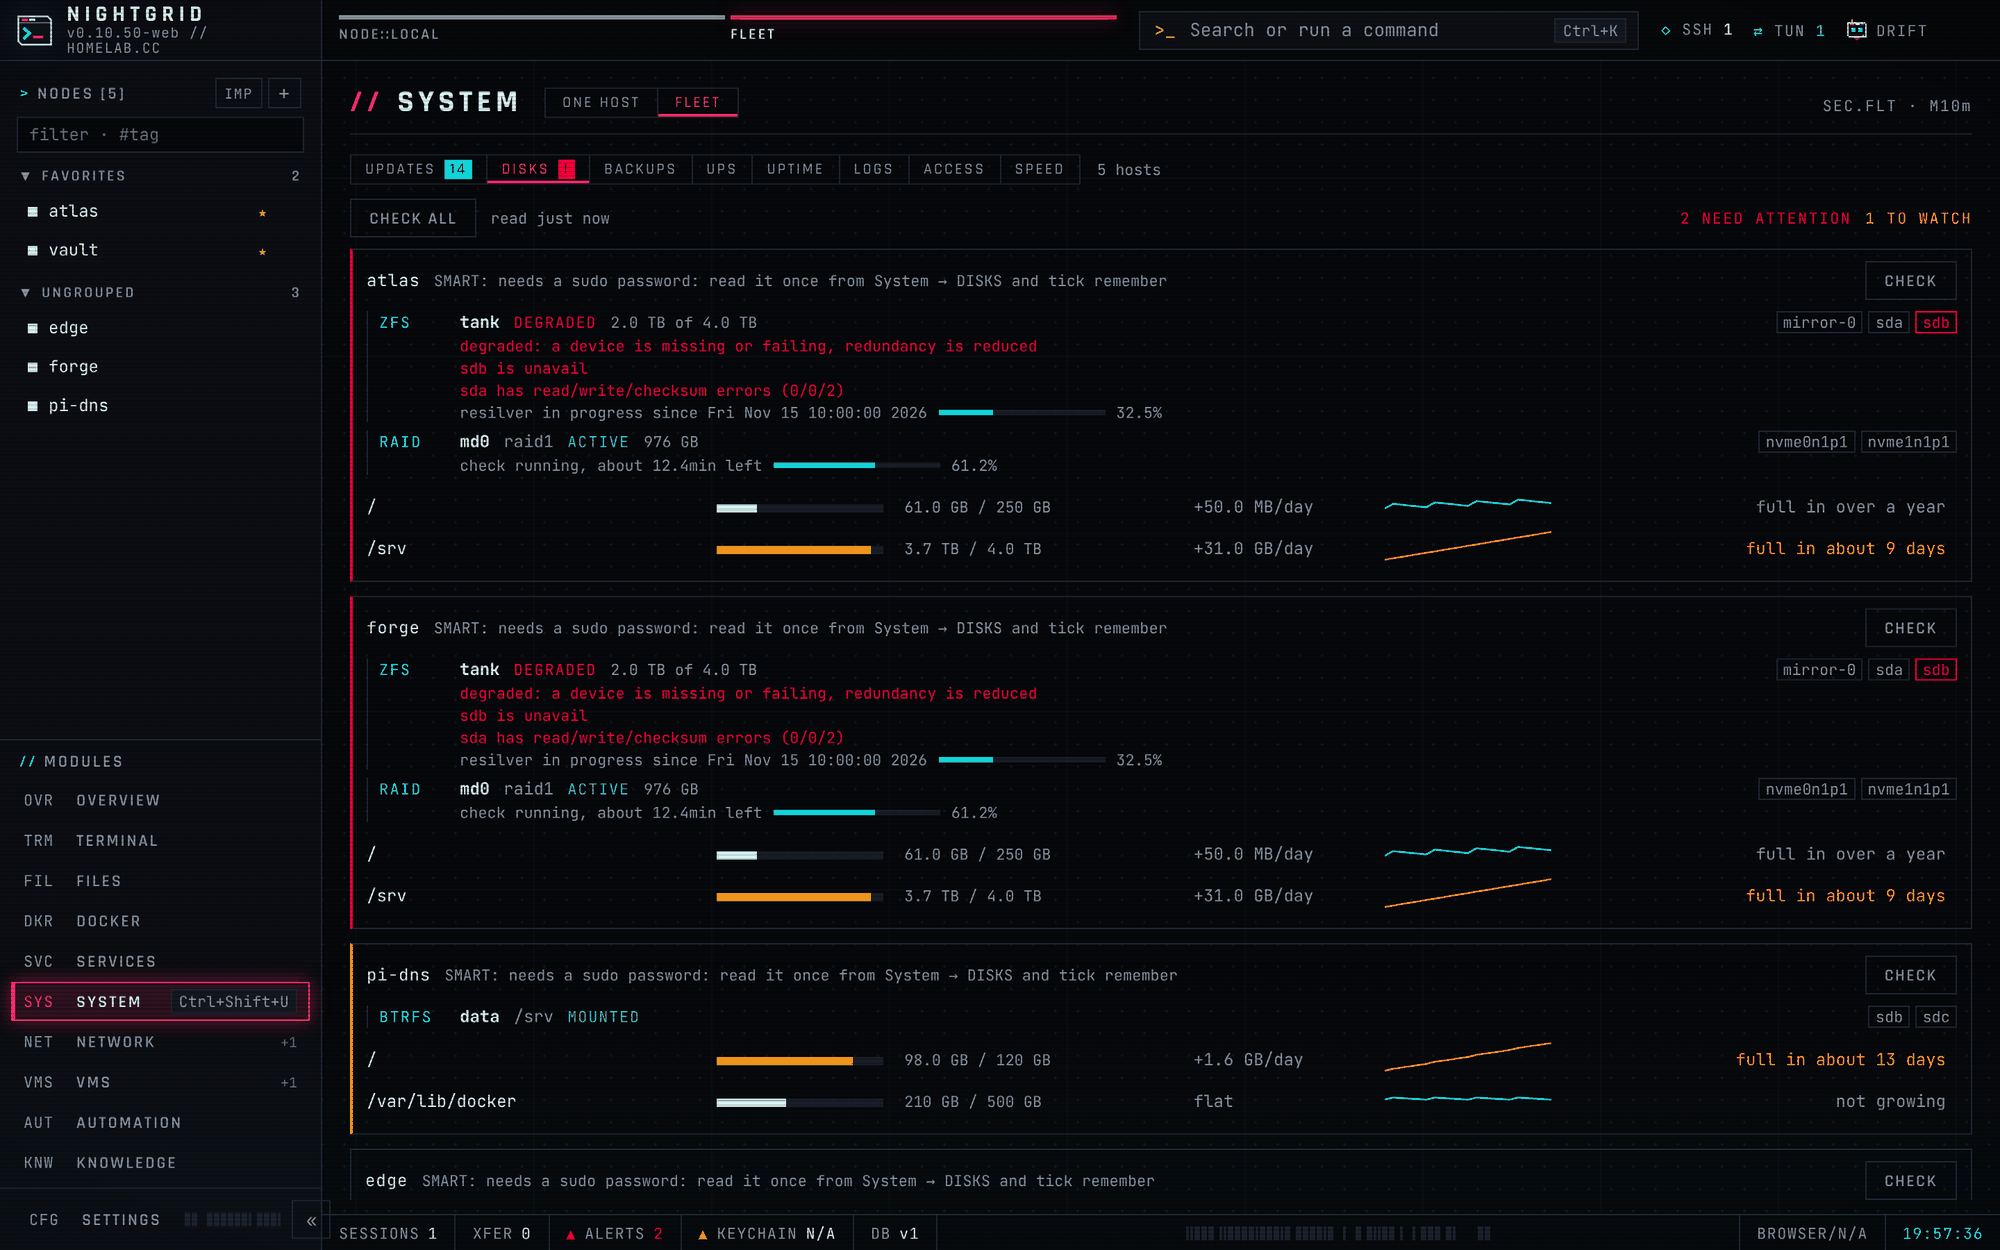 NIGHTGRID
v0.10.50-web //
HOMELAB.CC
NODE::LOCAL
FLEET
>_ Search or run a command Ctrl+K
◇ SSH 1 ⇄ TUN 1 DRIFT
> NODES [5] IMP +
filter · #tag
▼ FAVORITES 2
atlas ★
vault ★
▼ UNGROUPED 3
edge
forge
pi-dns
// MODULES
OVR OVERVIEW
TRM TERMINAL
FIL FILES
DKR DOCKER
SVC SERVICES
SYS SYSTEM Ctrl+Shift+U
NET NETWORK +1
VMS VMS +1
AUT AUTOMATION
KNW KNOWLEDGE
CFG SETTINGS «
// SYSTEM ONE HOST FLEET SEC.FLT · M10m
UPDATES 14 DISKS ! BACKUPS UPS UPTIME LOGS ACCESS SPEED 5 hosts
CHECK ALL read just now 2 NEED ATTENTION 1 TO WATCH
atlas SMART: needs a sudo password: read it once from System → DISKS and tick remember CHECK
ZFS tank DEGRADED 2.0 TB of 4.0 TB mirror-0 sda sdb
degraded: a device is missing or failing, redundancy is reduced
sdb is unavail
sda has read/write/checksum errors (0/0/2)
resilver in progress since Fri Nov 15 10:00:00 2026 32.5%
RAID md0 raid1 ACTIVE 976 GB nvme0n1p1 nvme1n1p1
check running, about 12.4min left 61.2%
/ 61.0 GB / 250 GB +50.0 MB/day full in over a year
/srv 3.7 TB / 4.0 TB +31.0 GB/day full in about 9 days
forge SMART: needs a sudo password: read it once from System → DISKS and tick remember CHECK
ZFS tank DEGRADED 2.0 TB of 4.0 TB mirror-0 sda sdb
degraded: a device is missing or failing, redundancy is reduced
sdb is unavail
sda has read/write/checksum errors (0/0/2)
resilver in progress since Fri Nov 15 10:00:00 2026 32.5%
RAID md0 raid1 ACTIVE 976 GB nvme0n1p1 nvme1n1p1
check running, about 12.4min left 61.2%
/ 61.0 GB / 250 GB +50.0 MB/day full in over a year
/srv 3.7 TB / 4.0 TB +31.0 GB/day full in about 9 days
pi-dns SMART: needs a sudo password: read it once from System → DISKS and tick remember CHECK
BTRFS data /srv MOUNTED sdb sdc
/ 98.0 GB / 120 GB +1.6 GB/day full in about 13 days
/var/lib/docker 210 GB / 500 GB flat not growing
edge SMART: needs a sudo password: read it once from System → DISKS and tick remember CHECK
SESSIONS 1 XFER 0 ▲ ALERTS 2 ▲ KEYCHAIN N/A DB v1 BROWSER/N/A 19:57:36